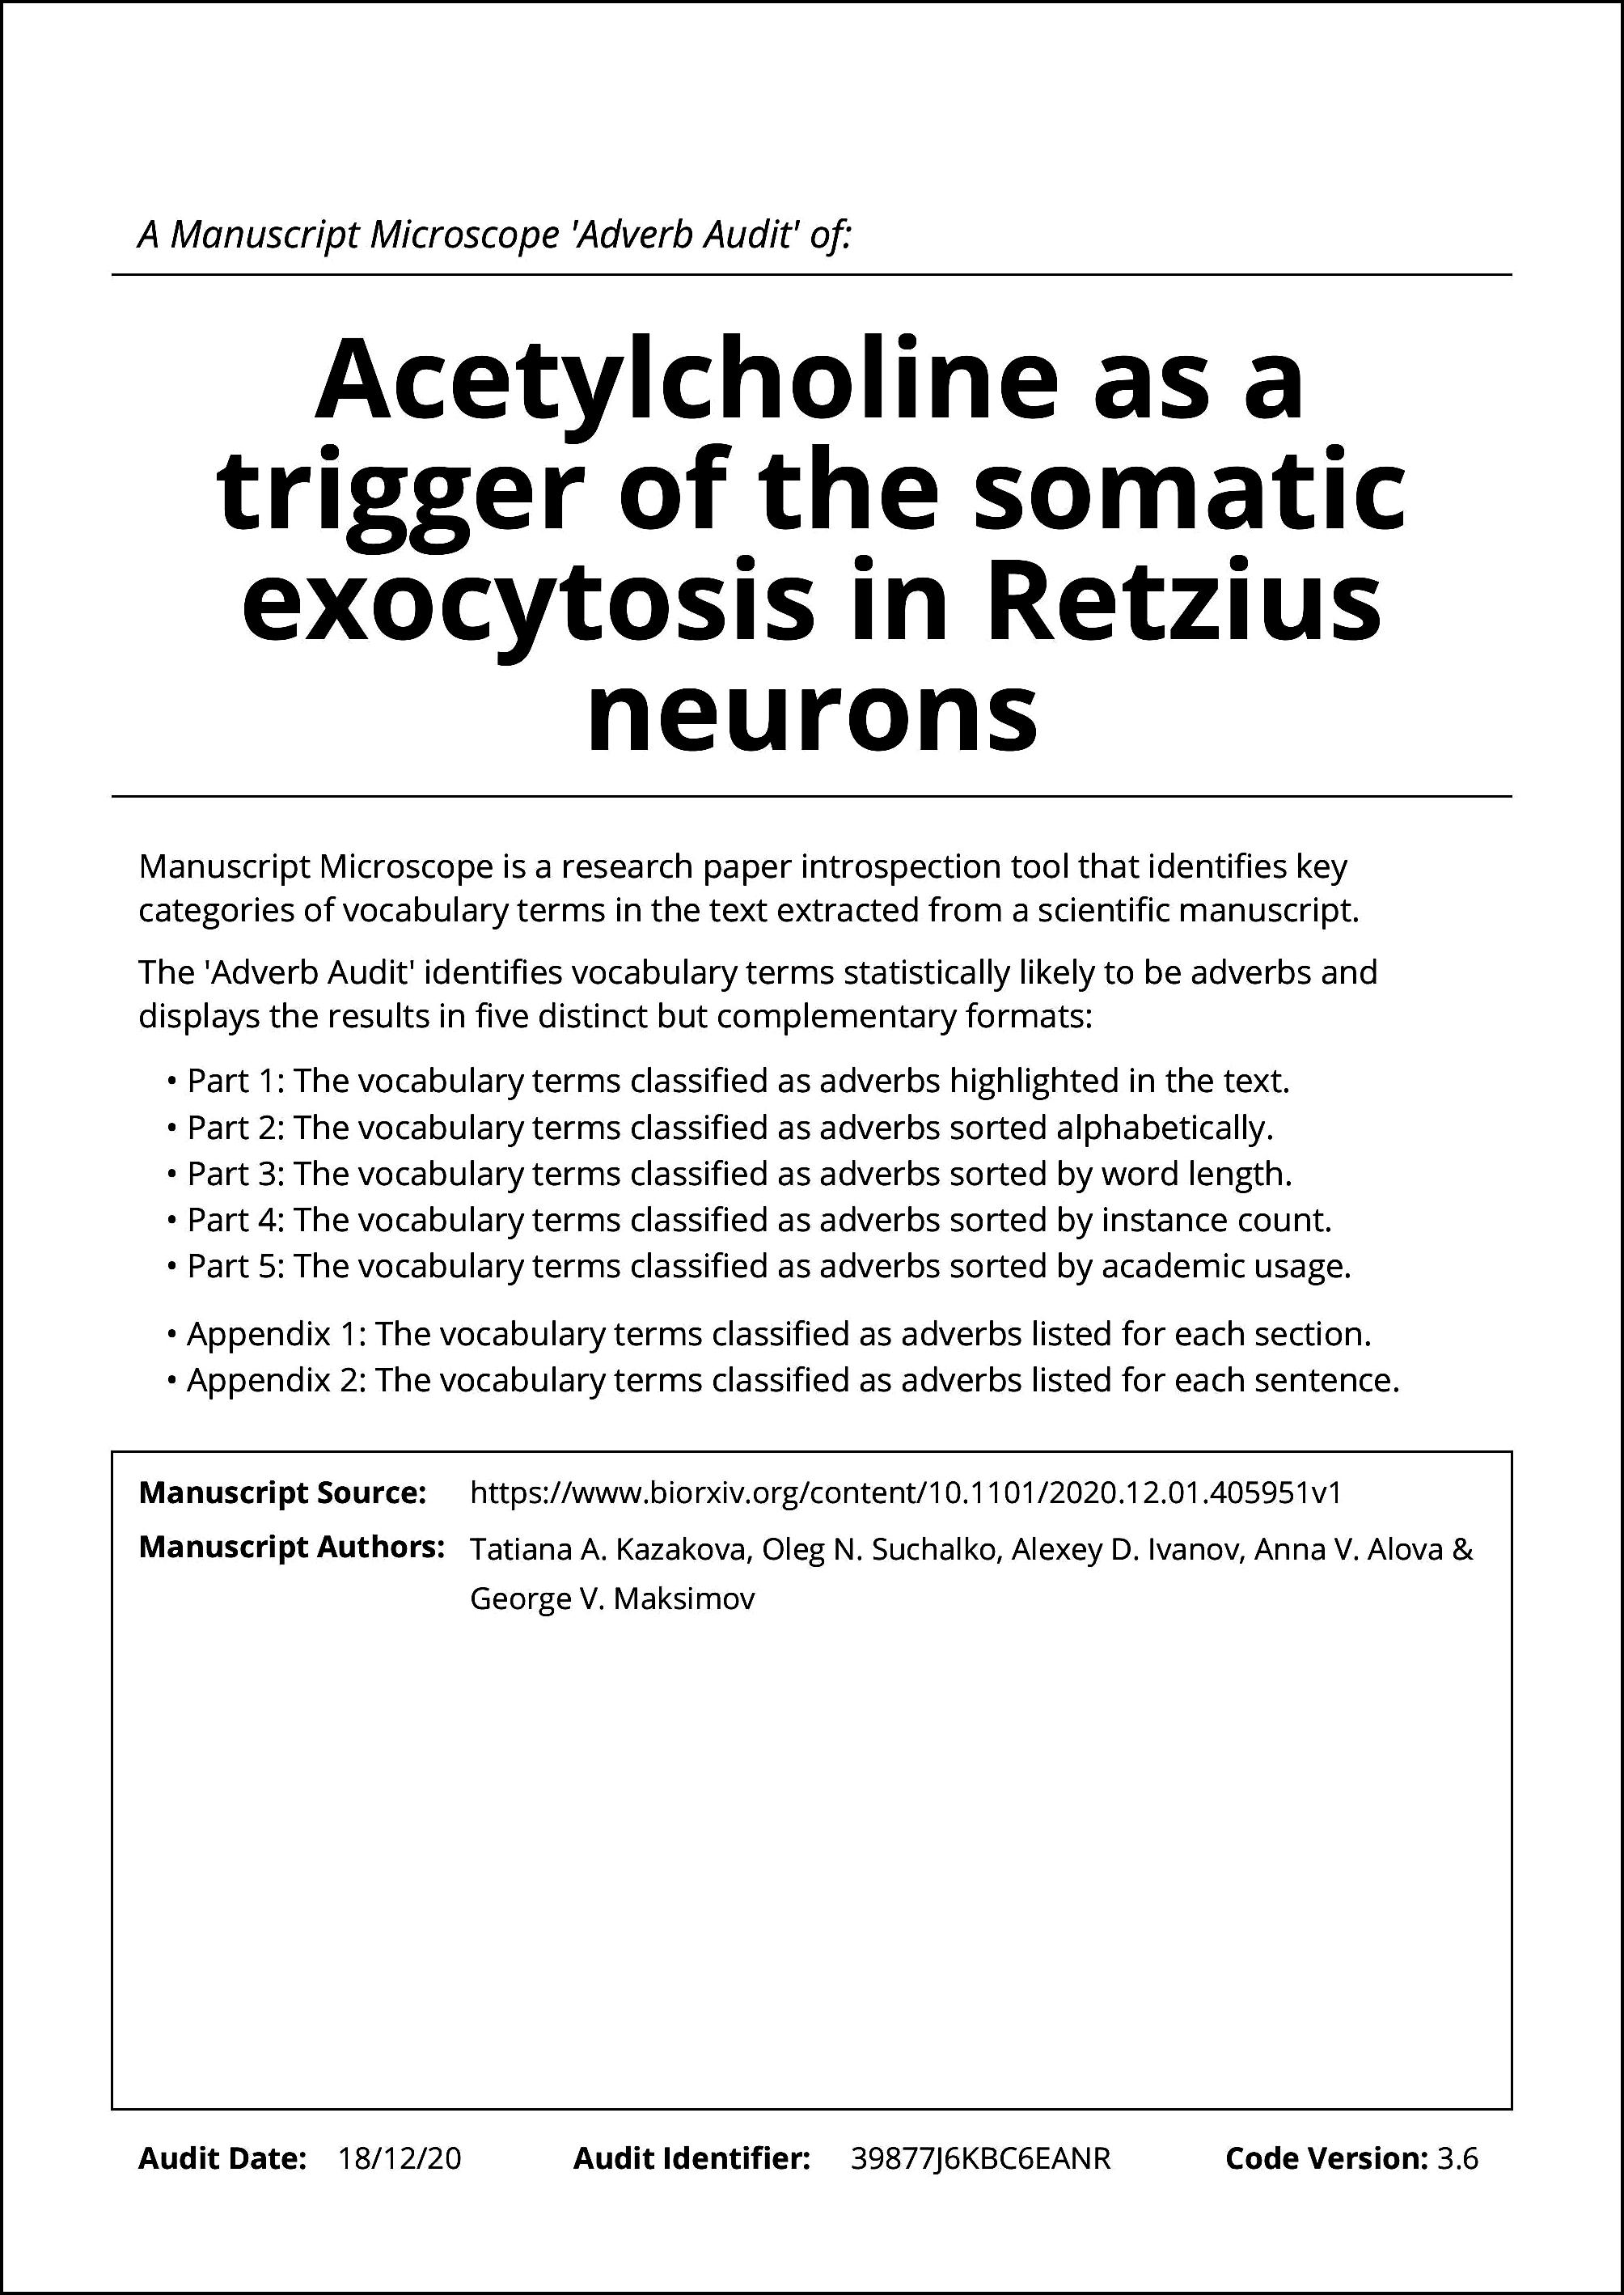 A Manuscript Microscope 'Adverb Audit' of:
Acetylcholine as a
trigger of the somatic
exocytosis in Retzius
neurons
Manuscript Microscope is a research paper introspection tool that identifies key
categories of vocabulary terms in the text extracted from a scientific manuscript.
The 'Adverb Audit' identifies vocabulary terms statistically likely to be adverbs and
displays the results in five distinct but complementary formats:
• Part 1: The vocabulary terms classified as adverbs highlighted in the text.
• Part 2: The vocabulary terms classified as adverbs sorted alphabetically.
• Part 3: The vocabulary terms classified as adverbs sorted by word length.
• Part 4: The vocabulary terms classified as adverbs sorted by instance count.
• Part 5: The vocabulary terms classified as adverbs sorted by academic usage.
• Appendix 1: The vocabulary terms classified as adverbs listed for each section.
• Appendix 2: The vocabulary terms classified as adverbs listed for each sentence.
Manuscript Source: https://www.biorxiv.org/content/10.1101/2020.12.01.405951v1
Manuscript Authors: Tatiana A. Kazakova, Oleg N. Suchalko, Alexey D. Ivanov, Anna V. Alova &
George V. Maksimov
Audit Date: 18/12/20 Audit Identifier: 39877J6KBC6EANR Code Version: 3.6